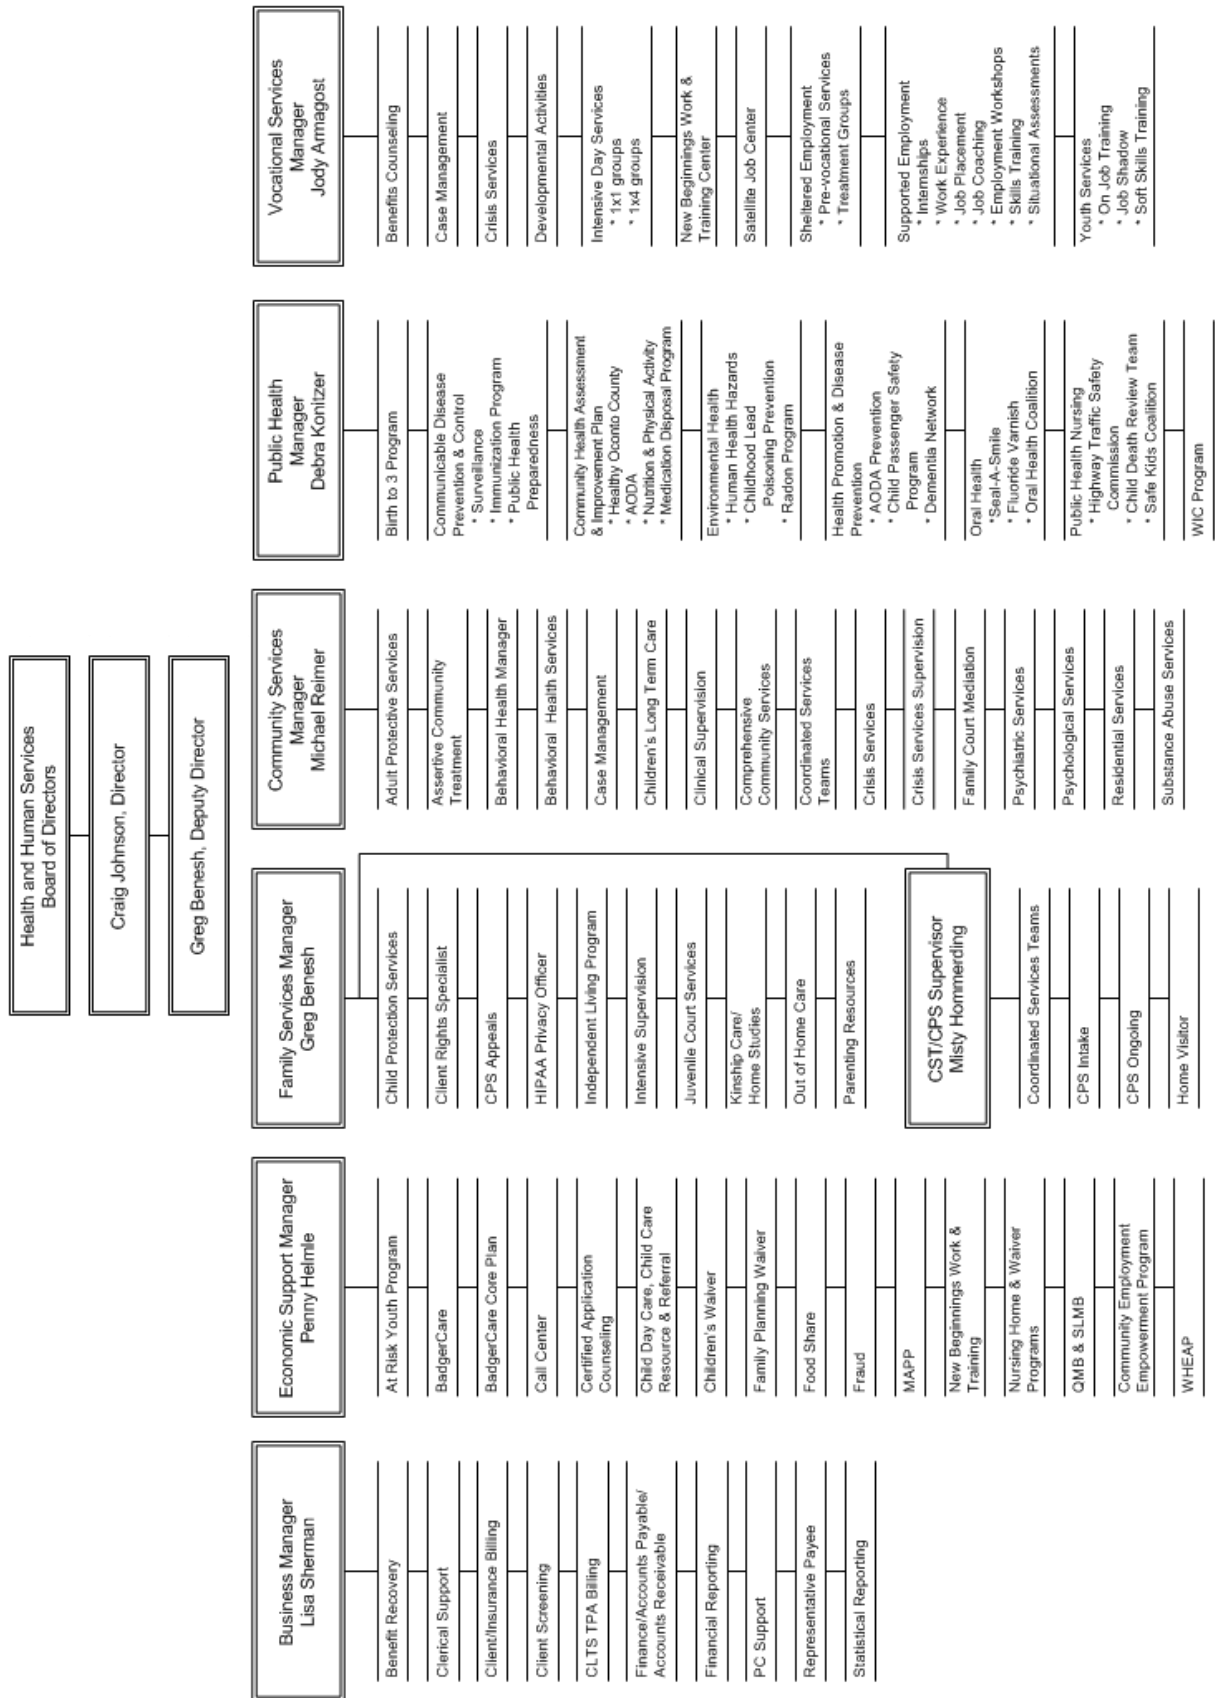 Health and Human Services
Board of Directors
Craig Johnson, Director
Greg Benesh, Deputy Director
Business Manager
Lisa Sherman
Benefit Recovery
Clerical Support
Client/Insurance Billing
Client Screening
CLTS TPA Billing
Finance/Accounts Payable/
Accounts Receivable
Financial Reporting
PC Support
Representative Payee
Statistical Reporting
Economic Support Manager
Penny Helmle
At Risk Youth Program
BadgerCare
BadgerCare Core Plan
Call Center
Certified Application
Counseling
Child Day Care, Child Care
Resource & Referral
Children's Waiver
Family Planning Waiver
Food Share
Fraud
MAPP
New Beginnings Work &
Training
Nursing Home & Waiver
Programs
QMB & SLMB
Community Employment
Empowerment Program
WHEAP
Family Services Manager
Greg Benesh
Child Protection Services
Client Rights Specialist
CPS Appeals
HIPAA Privacy Officer
Independent Living Program
Intensive Supervision
Juvenile Court Services
Kinship Care/
Home Studies
Out of Home Care
Parenting Resources
CST/CPS Supervisor
Misty Hommerding
Coordinated Services Teams
CPS Intake
CPS Ongoing
Home Visitor
Community Services
Manager
Michael Reimer
Adult Protective Services
Assertive Community
Treatment
Behavioral Health Manager
Behavioral Health Services
Case Management
Children's Long Term Care
Clinical Supervision
Comprehensive
Community Services
Coordinated Services
Teams
Crisis Services
Crisis Services Supervision
Family Court Mediation
Psychiatric Services
Psychological Services
Residential Services
Substance Abuse Services
Public Health
Manager
Debra Konitzer
Birth to 3 Program
Communicable Disease
Prevention & Control
* Surveillance
* Immunization Program
* Public Health
Preparedness
Community Health Assessment
& Improvement Plan
* Healthy Oconto County
* AODA
* Nutrition & Physical Activity
* Medication Disposal Program
Environmental Health
* Human Health Hazards
* Childhood Lead
Poisoning Prevention
* Radon Program
Health Promotion & Disease
Prevention
* AODA Prevention
* Child Passenger Safety
Program
* Dementia Network
Oral Health
*Seal-A-Smile
* Fluoride Varnish
* Oral Health Coalition
Public Health Nursing
* Highway Traffic Safety
Commission
* Child Death Review Team
* Safe Kids Coalition
WIC Program
Vocational Services
Manager
Jody Armagost
Benefits Counseling
Case Management
Crisis Services
Developmental Activities
Intensive Day Services
* 1x1 groups
* 1x4 groups
New Beginnings Work &
Training Center
Satellite Job Center
Sheltered Employment
* Pre-vocational Services
* Treatment Groups
Supported Employment
* Internships
* Work Experience
* Job Placement
* Job Coaching
* Employment Workshops
* Skills Training
* Situational Assessments
Youth Services
* On Job Training
* Job Shadow
* Soft Skills Training